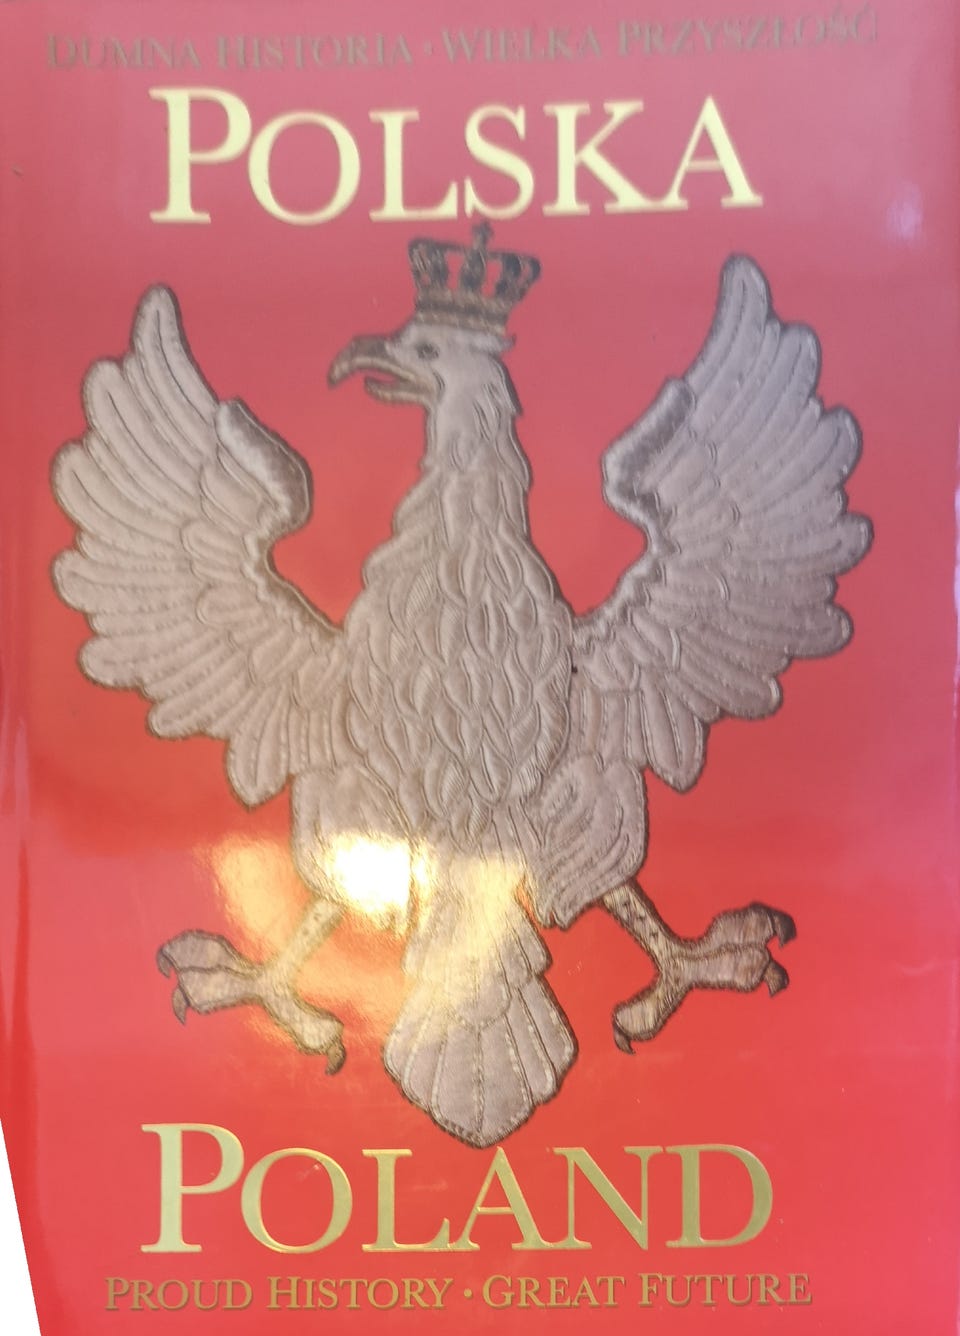 DUMNA HISTORIA · WIELKA PRZYSZŁOŚĆ
POLSKA
POLAND
PROUD HISTORY · GREAT FUTURE